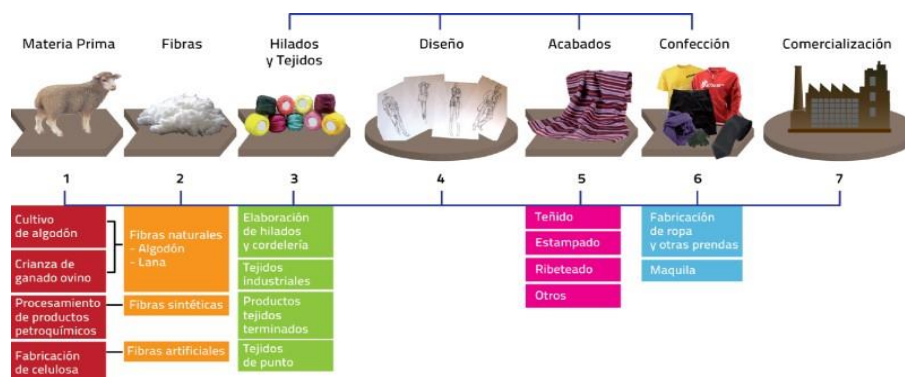 Materia Prima
Fibras
Hilados
y Tejidos
Diseño
Acabados
Confección
Comercialización
1
2
3
4
5
6
7
Cultivo
de algodón
Crianza de
ganado ovino
Procesamiento
de productos
petroquímicos
Fabricación
de celulosa
Fibras naturales
- Algodón
- Lana
Fibras sintéticas
Fibras artificiales
Elaboración
de hilados
y cordelería
Tejidos
industriales
Productos
tejidos
terminados
Tejidos
de punto
Teñido
Estampado
Ribeteado
Otros
Fabricación
de ropa
y otras prendas
Maquila